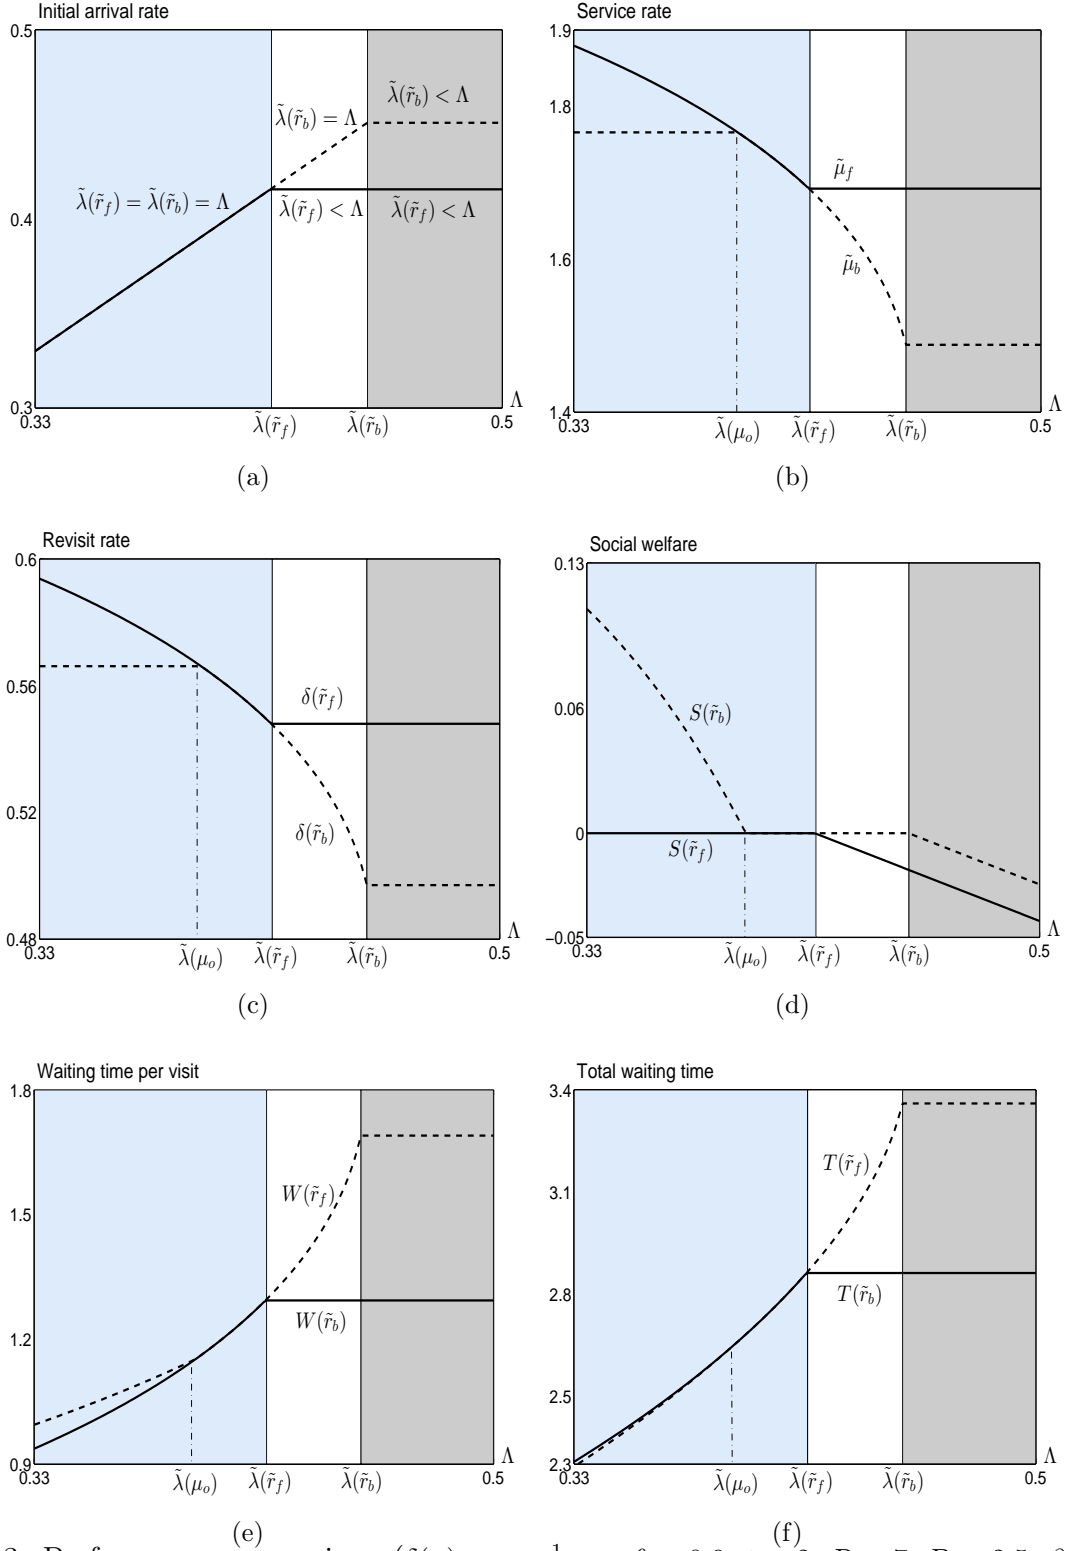 Initial arrival rate
0.5
0.4
0.3
0.33
0.5
Λ
λ̃(r̃_b) < Λ
λ̃(r̃_b) = Λ
λ̃(r̃_f) = λ̃(r̃_b) = Λ
λ̃(r̃_f) < Λ
λ̃(r̃_f) < Λ
λ̃(r̃_f)
λ̃(r̃_b)
(a)
Service rate
1.9
1.8
1.6
1.4
0.33
0.5
Λ
μ̃_f
μ̃_b
λ̃(μ_o)
λ̃(r̃_f)
λ̃(r̃_b)
(b)
Revisit rate
0.6
0.56
0.52
0.48
0.33
0.5
Λ
δ(r̃_f)
δ(r̃_b)
λ̃(μ_o)
λ̃(r̃_f)
λ̃(r̃_b)
(c)
Social welfare
0.13
0.06
0
−0.05
0.33
0.5
Λ
S(r̃_b)
S(r̃_f)
λ̃(μ_o)
λ̃(r̃_f)
λ̃(r̃_b)
(d)
Waiting time per visit
1.8
1.5
1.2
0.9
0.33
0.5
Λ
W(r̃_f)
W(r̃_b)
λ̃(μ_o)
λ̃(r̃_f)
λ̃(r̃_b)
(e)
Total waiting time
3.4
3.1
2.8
2.5
2.3
0.33
0.5
Λ
T(r̃_f)
T(r̃_b)
λ̃(μ_o)
λ̃(r̃_f)
λ̃(r̃_b)
(f)